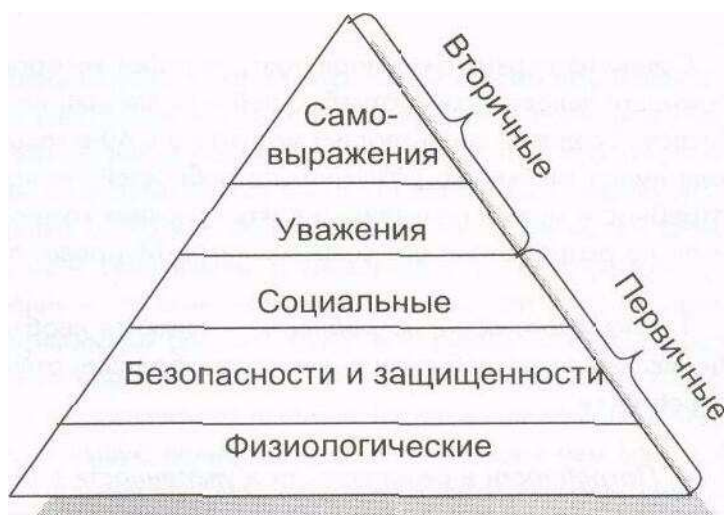 Само-
выражения
Уважения
Социальные
Безопасности и защищенности
Физиологические
Вторичные
Первичные